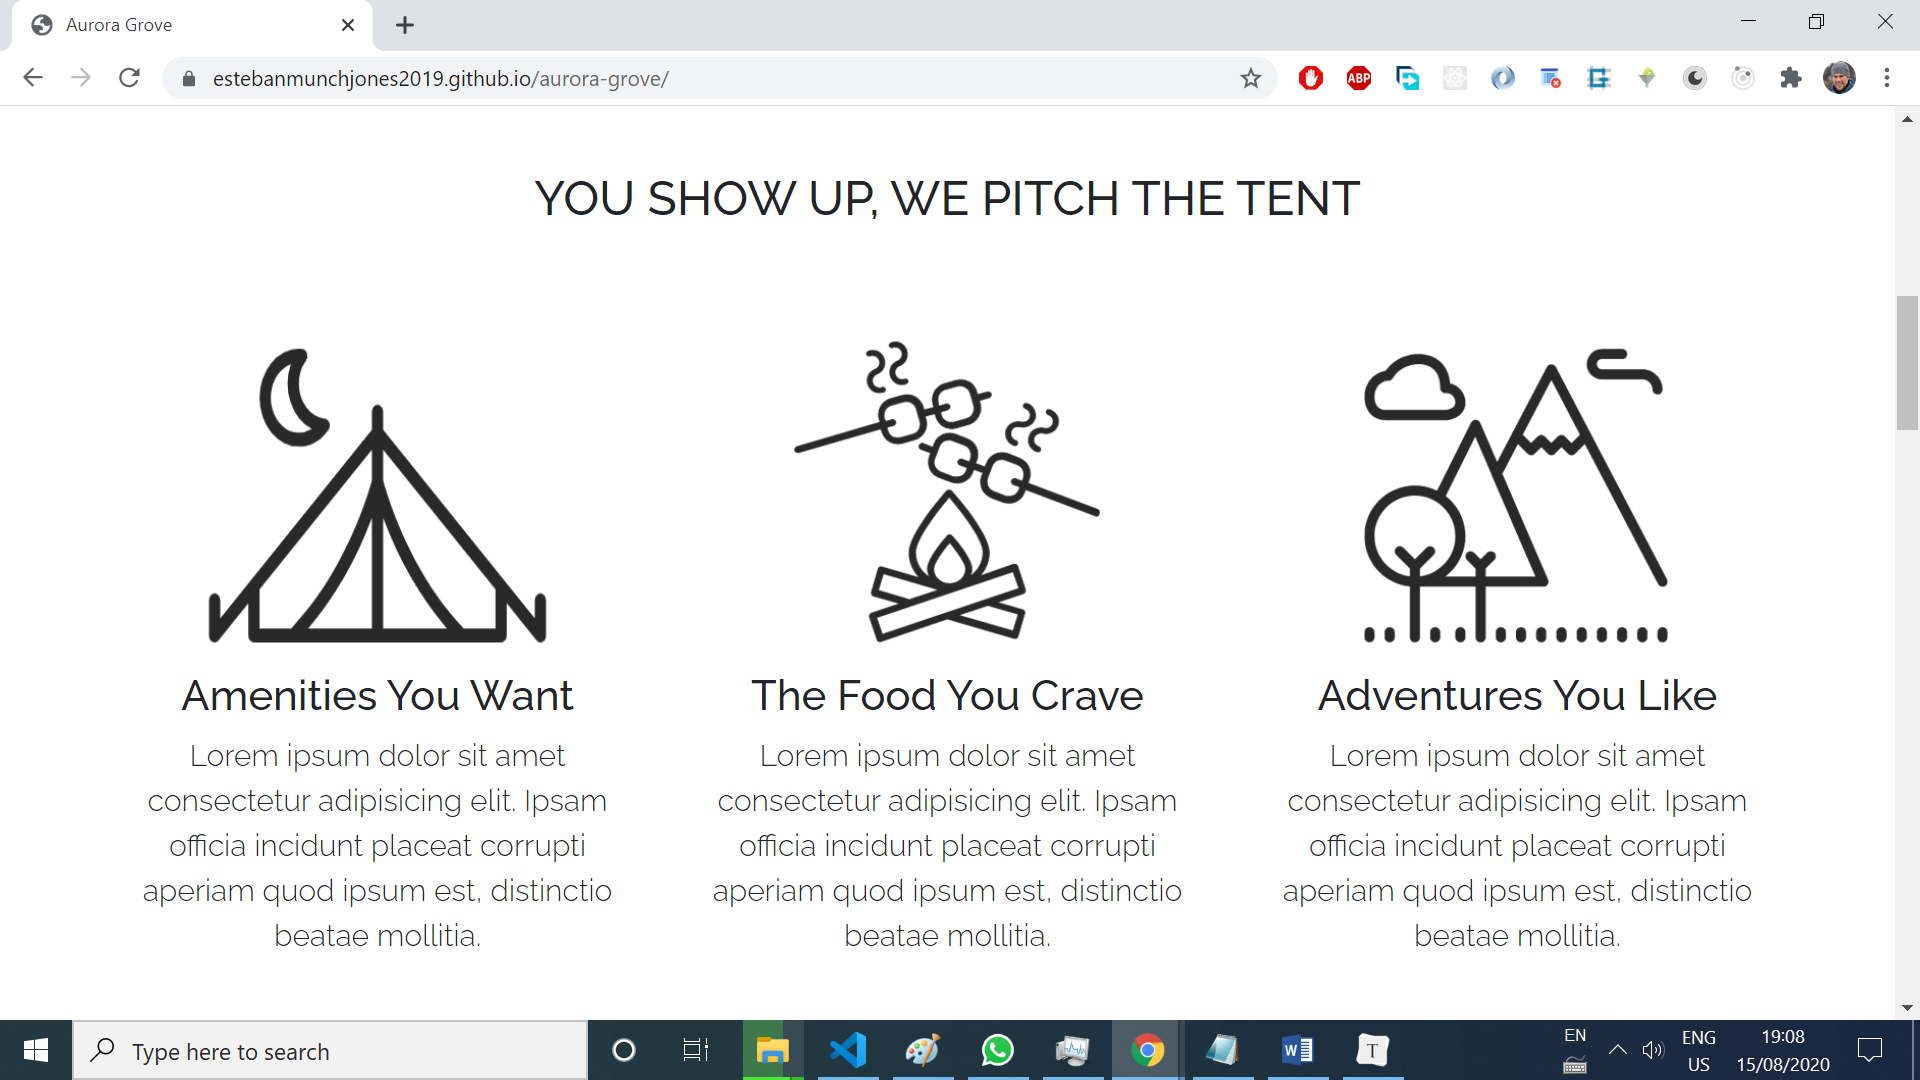 Aurora Grove
estebanmunchjones2019.github.io/aurora-grove/
ABP
YOU SHOW UP, WE PITCH THE TENT
Amenities You Want
Lorem ipsum dolor sit amet
consectetur adipisicing elit. Ipsam
officia incidunt placeat corrupti
aperiam quod ipsum est, distinctio
beatae mollitia.
The Food You Crave
Lorem ipsum dolor sit amet
consectetur adipisicing elit. Ipsam
officia incidunt placeat corrupti
aperiam quod ipsum est, distinctio
beatae mollitia.
Adventures You Like
Lorem ipsum dolor sit amet
consectetur adipisicing elit. Ipsam
officia incidunt placeat corrupti
aperiam quod ipsum est, distinctio
beatae mollitia.
Type here to search
W
T
EN
ENG
US
19:08
15/08/2020